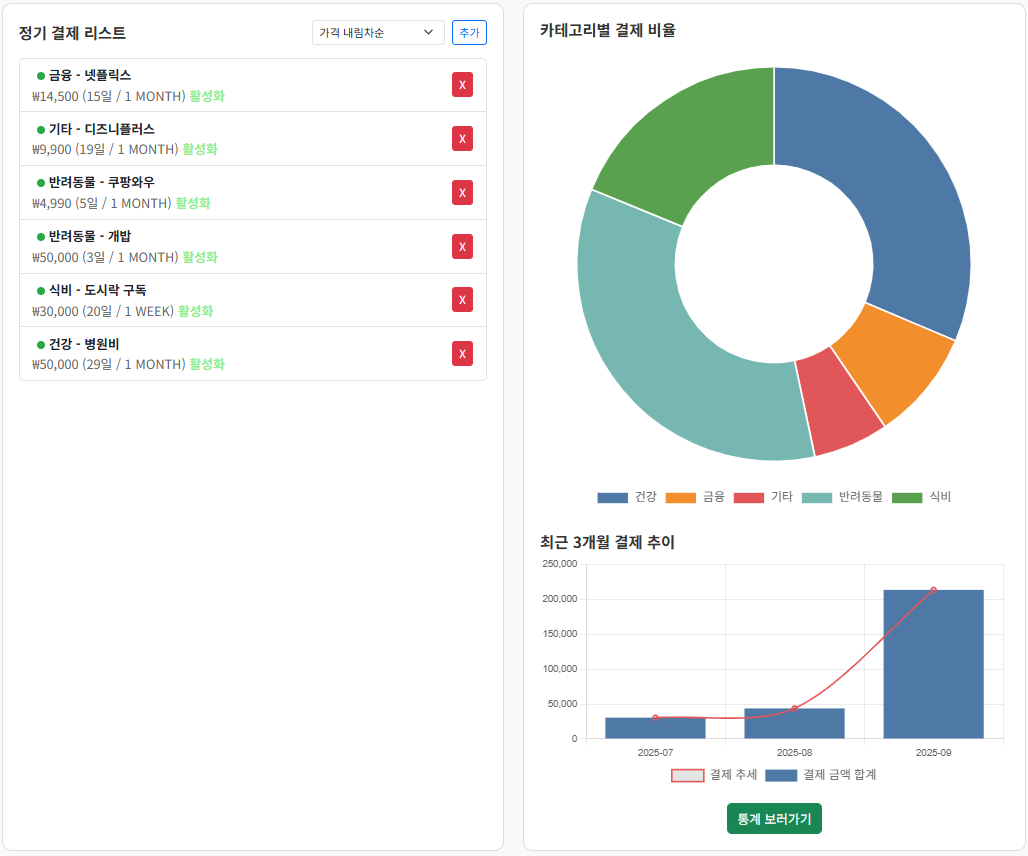 정기 결제 리스트
가격 내림차순
추가
금융 - 넷플릭스
₩14,500 (15일 / 1 MONTH) 활성화
X
기타 - 디즈니플러스
₩9,900 (19일 / 1 MONTH) 활성화
X
반려동물 - 쿠팡와우
₩4,990 (5일 / 1 MONTH) 활성화
X
반려동물 - 개밥
₩50,000 (3일 / 1 MONTH) 활성화
X
식비 - 도시락 구독
₩30,000 (20일 / 1 WEEK) 활성화
X
건강 - 병원비
₩50,000 (29일 / 1 MONTH) 활성화
X
카테고리별 결제 비율
건강 금융 기타 반려동물 식비
최근 3개월 결제 추이
250,000
200,000
150,000
100,000
50,000
0
2025-07 2025-08 2025-09
결제 추세 결제 금액 합계
통계 보러가기